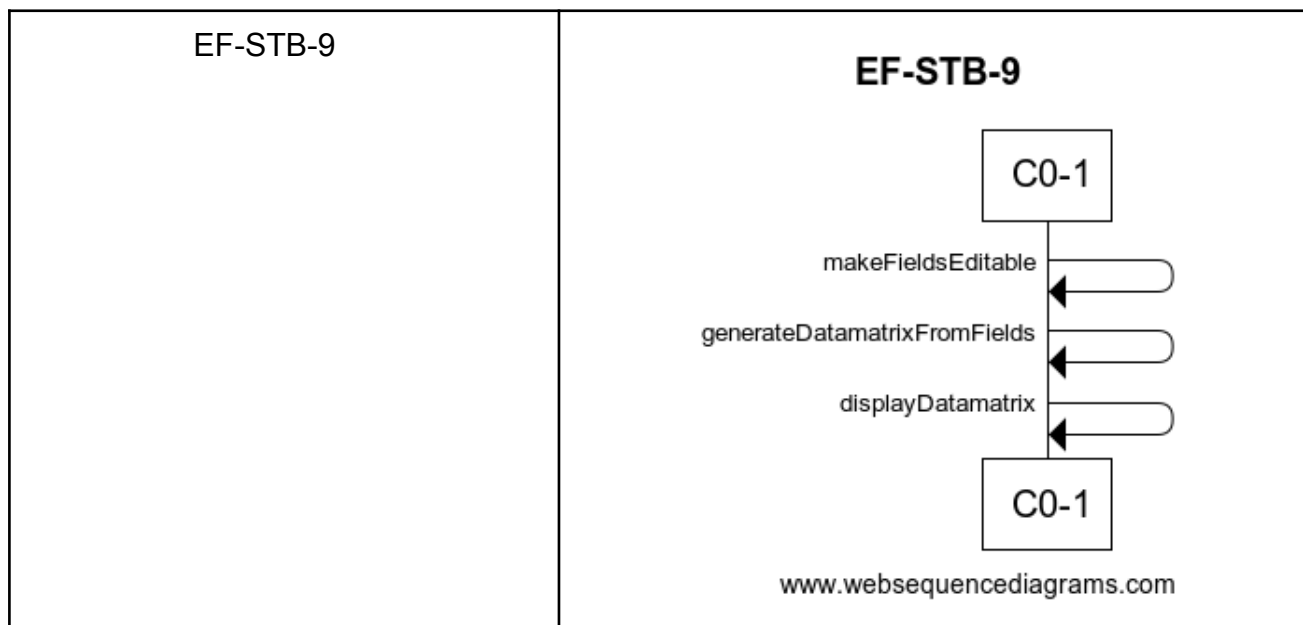 EF-STB-9
EF-STB-9
C0-1
makeFieldsEditable
generateDatamatrixFromFields
displayDatamatrix
C0-1
www.websequencediagrams.com